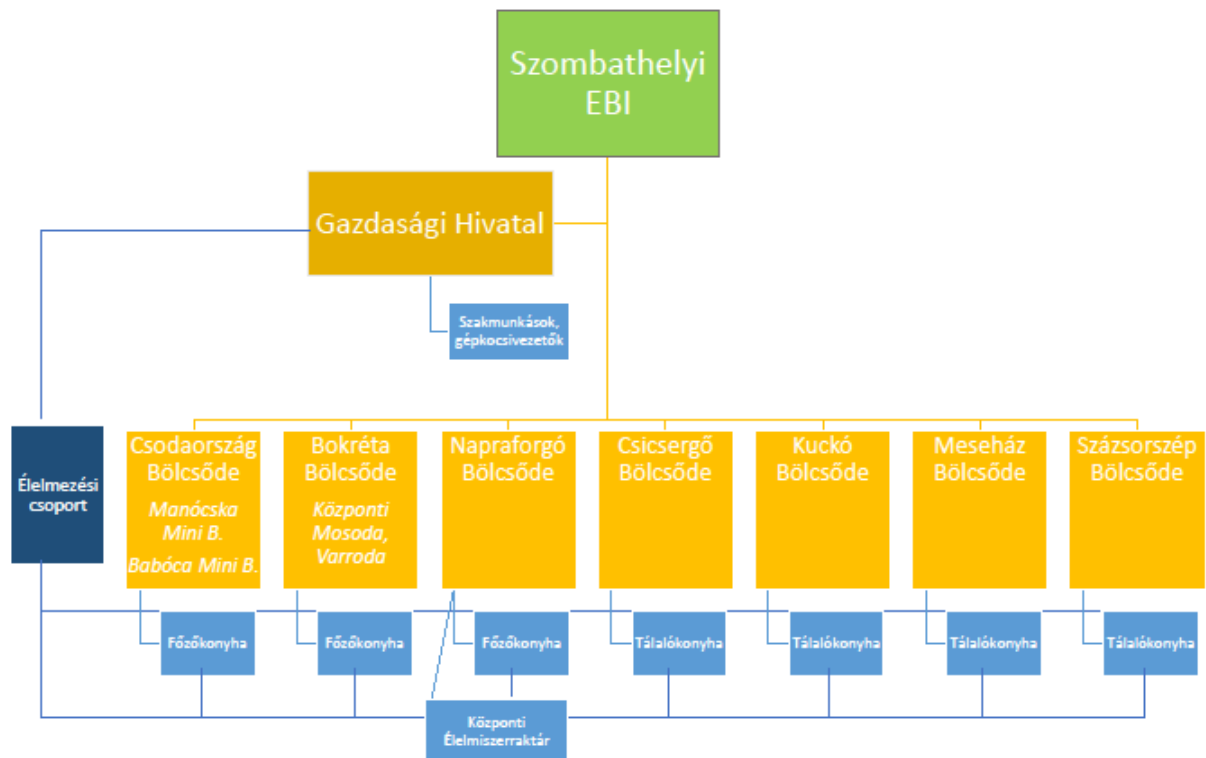 Szombathelyi
EBI
Gazdasági Hivatal
Szakmunkások,
gépkocsivezetők
Élelmezési
csoport
Csodaország
Bölcsőde
Manócska
Mini B.
Babóca Mini B.
Bokréta
Bölcsőde
Központi
Mosoda,
Varroda
Napraforgó
Bölcsőde
Csicsergő
Bölcsőde
Kuckó
Bölcsőde
Meseház
Bölcsőde
Százsorszép
Bölcsőde
Főzőkonyha
Főzőkonyha
Főzőkonyha
Tálalókonyha
Tálalókonyha
Tálalókonyha
Tálalókonyha
Központi
Élelmiszerraktár